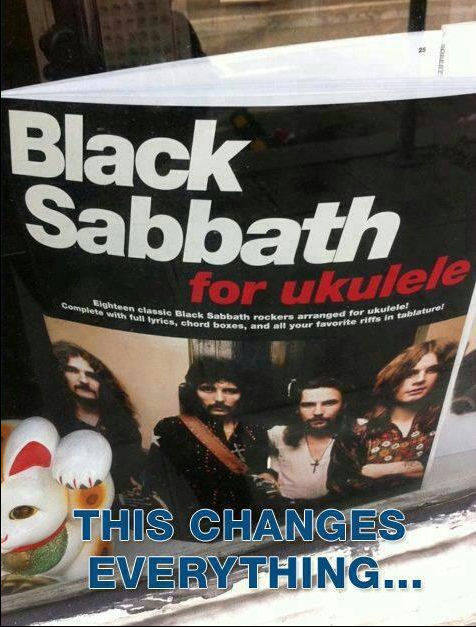 25
Black
Sabbath
for ukulele
Eighteen classic Black Sabbath rockers arranged for ukulele!
Complete with full lyrics, chord boxes, and all your favorite riffs in tablature!
THIS CHANGES
EVERYTHING...